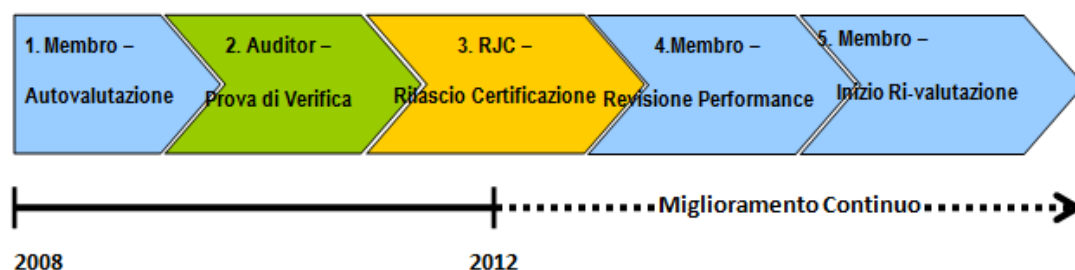 1. Membro –
Autovalutazione
2. Auditor –
Prova di Verifica
3. RJC –
Rilascio Certificazione
4.Membro –
Revisione Performance
5. Membro –
Inizio Ri-valutazione
Miglioramento Continuo
2008
2012